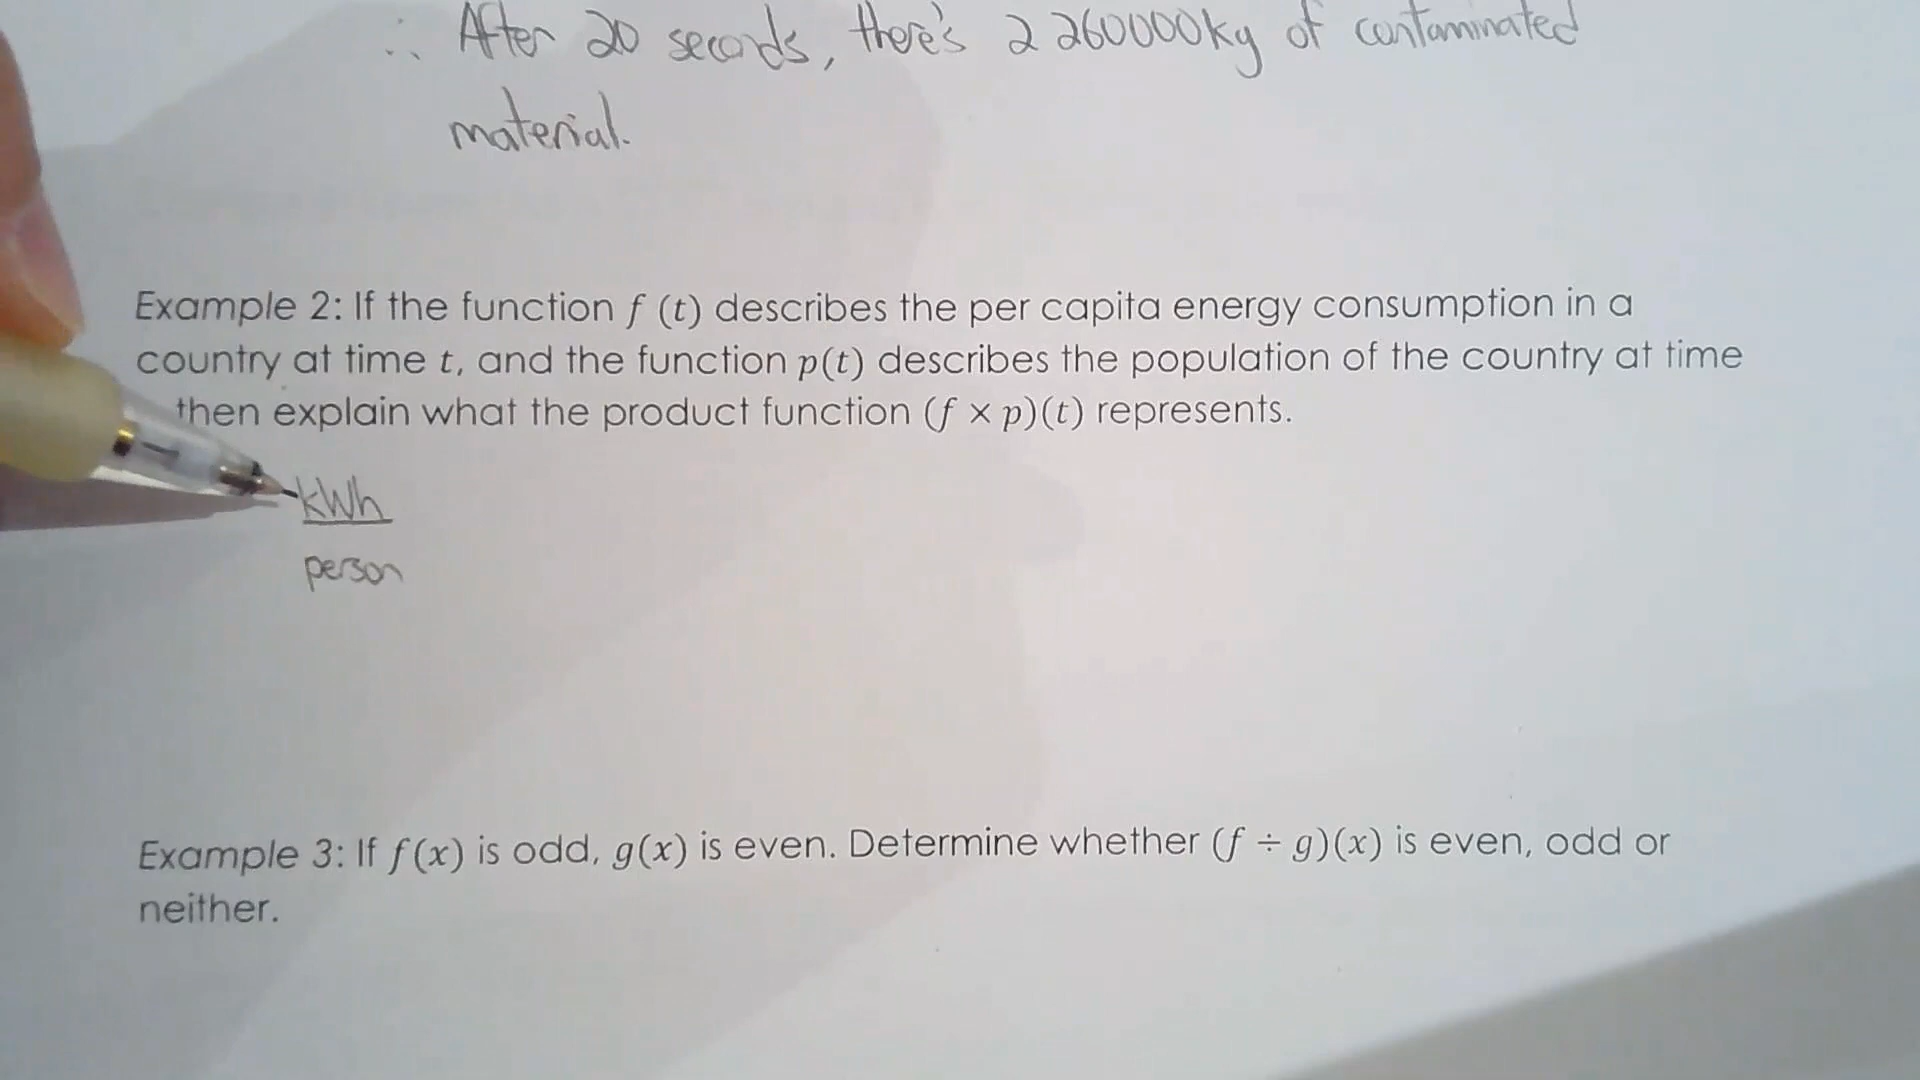 ∴ After 20 seconds, there's 2 260000kg of contaminated
material.
Example 2: If the function f (t) describes the per capita energy consumption in a
country at time t, and the function p(t) describes the population of the country at time
then explain what the product function (f × p)(t) represents.
kWh
person
Example 3: If f(x) is odd, g(x) is even. Determine whether (f ÷ g)(x) is even, odd or
neither.